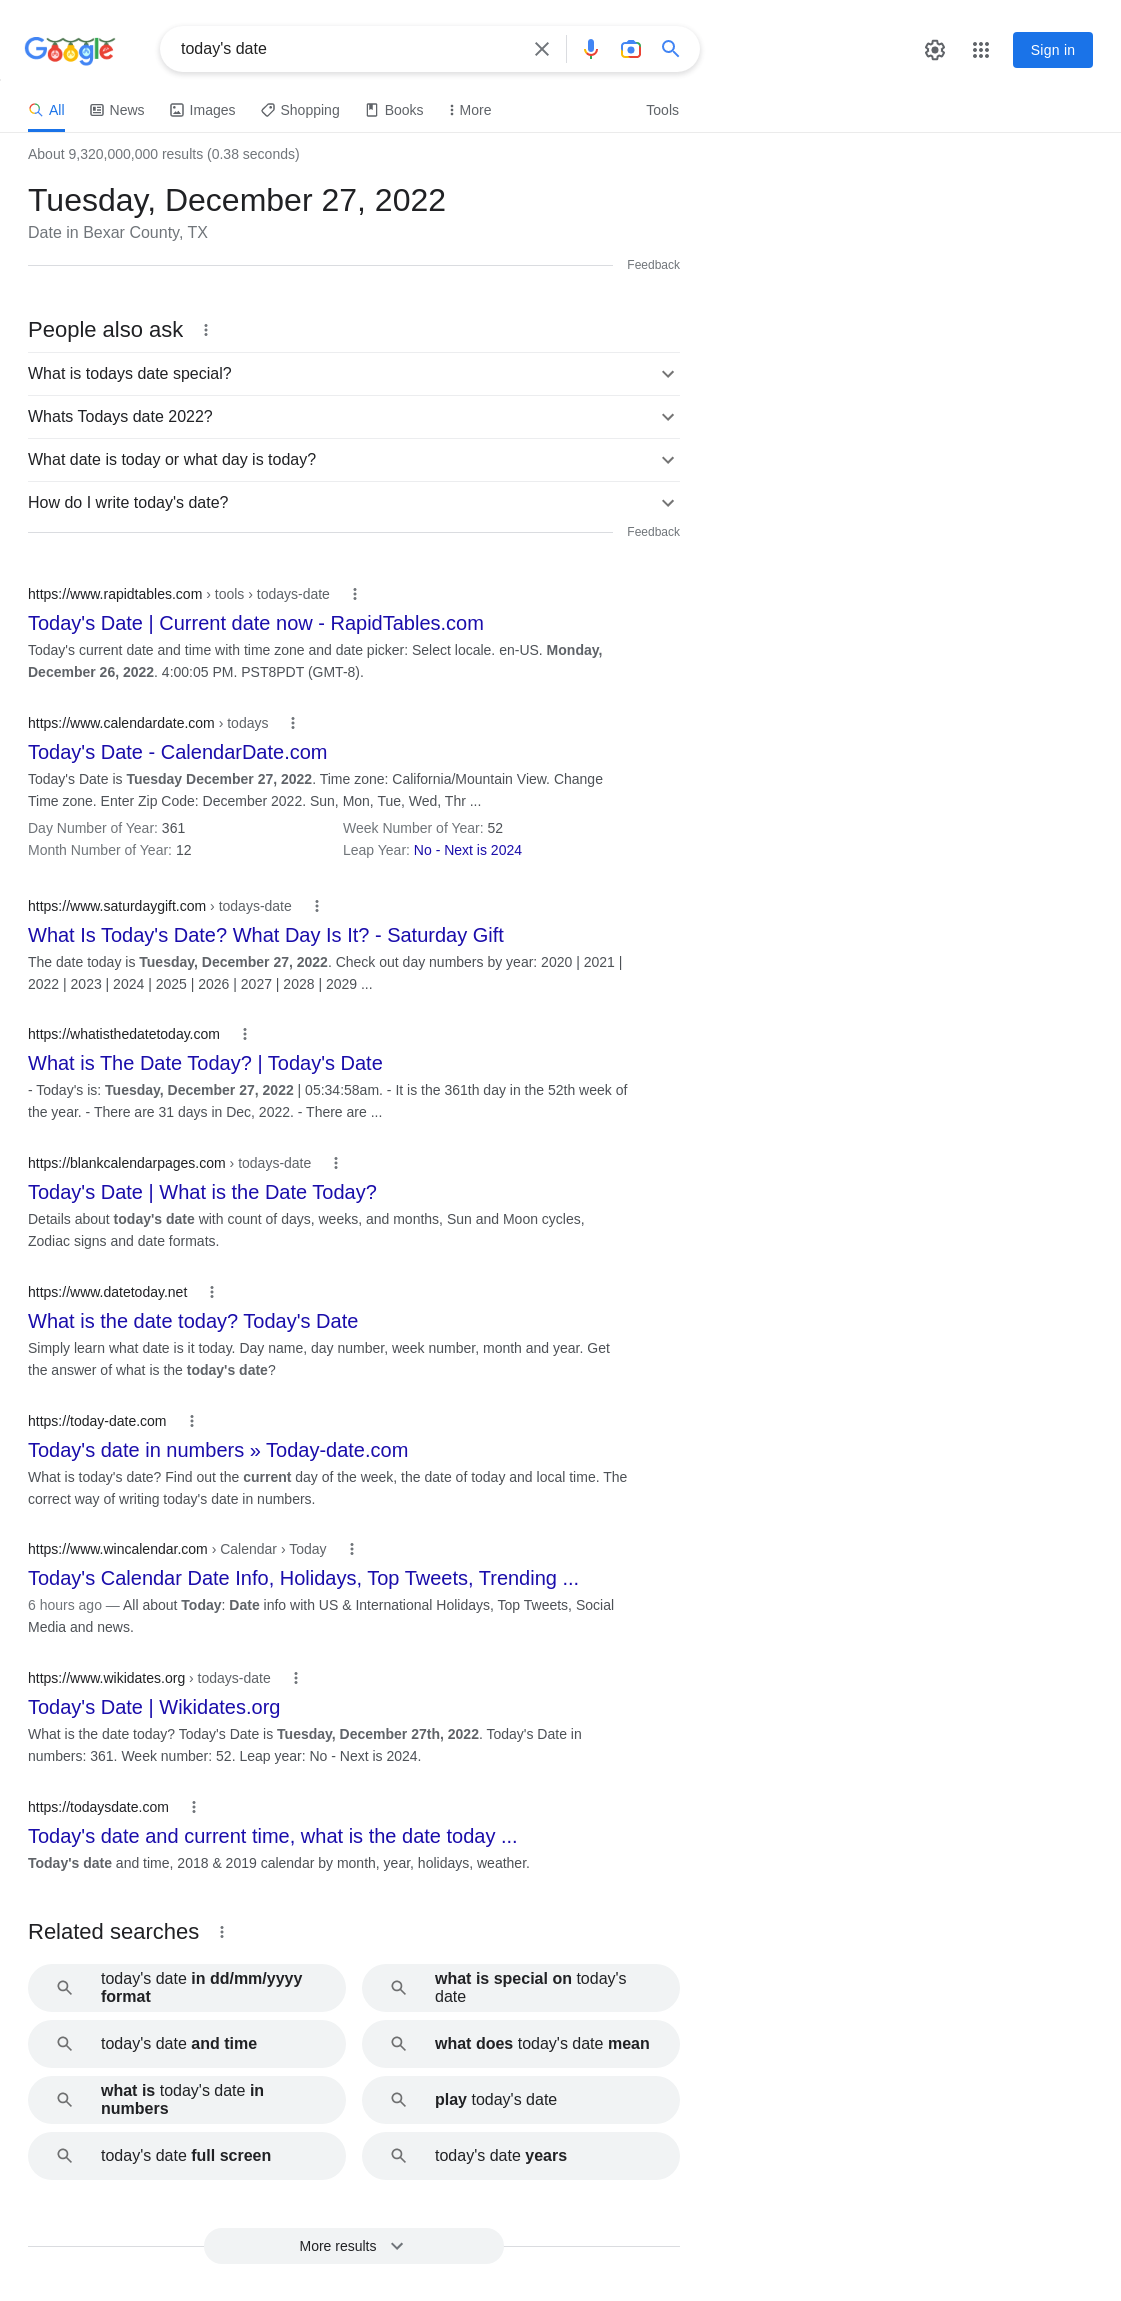 Google
today's date
Sign in
All
News
Images
Shopping
Books
More
Tools
About 9,320,000,000 results (0.38 seconds)
Tuesday, December 27, 2022
Date in Bexar County, TX
Feedback
People also ask
What is todays date special?
Whats Todays date 2022?
What date is today or what day is today?
How do I write today's date?
Feedback
https://www.rapidtables.com › tools › todays-date
Today's Date | Current date now - RapidTables.com
Today's current date and time with time zone and date picker: Select locale. en-US. Monday,
December 26, 2022. 4:00:05 PM. PST8PDT (GMT-8).
https://www.calendardate.com › todays
Today's Date - CalendarDate.com
Today's Date is Tuesday December 27, 2022. Time zone: California/Mountain View. Change
Time zone. Enter Zip Code: December 2022. Sun, Mon, Tue, Wed, Thr ...
Day Number of Year: 361
Week Number of Year: 52
Month Number of Year: 12
Leap Year: No - Next is 2024
https://www.saturdaygift.com › todays-date
What Is Today's Date? What Day Is It? - Saturday Gift
The date today is Tuesday, December 27, 2022. Check out day numbers by year: 2020 | 2021 |
2022 | 2023 | 2024 | 2025 | 2026 | 2027 | 2028 | 2029 ...
https://whatisthedatetoday.com
What is The Date Today? | Today's Date
- Today's is: Tuesday, December 27, 2022 | 05:34:58am. - It is the 361th day in the 52th week of
the year. - There are 31 days in Dec, 2022. - There are ...
https://blankcalendarpages.com › todays-date
Today's Date | What is the Date Today?
Details about today's date with count of days, weeks, and months, Sun and Moon cycles,
Zodiac signs and date formats.
https://www.datetoday.net
What is the date today? Today's Date
Simply learn what date is it today. Day name, day number, week number, month and year. Get
the answer of what is the today's date?
https://today-date.com
Today's date in numbers » Today-date.com
What is today's date? Find out the current day of the week, the date of today and local time. The
correct way of writing today's date in numbers.
https://www.wincalendar.com › Calendar › Today
Today's Calendar Date Info, Holidays, Top Tweets, Trending ...
6 hours ago — All about Today: Date info with US & International Holidays, Top Tweets, Social
Media and news.
https://www.wikidates.org › todays-date
Today's Date | Wikidates.org
What is the date today? Today's Date is Tuesday, December 27th, 2022. Today's Date in
numbers: 361. Week number: 52. Leap year: No - Next is 2024.
https://todaysdate.com
Today's date and current time, what is the date today ...
Today's date and time, 2018 & 2019 calendar by month, year, holidays, weather.
Related searches
today's date in dd/mm/yyyy
format
what is special on today's
date
today's date and time
what does today's date mean
what is today's date in
numbers
play today's date
today's date full screen
today's date years
More results